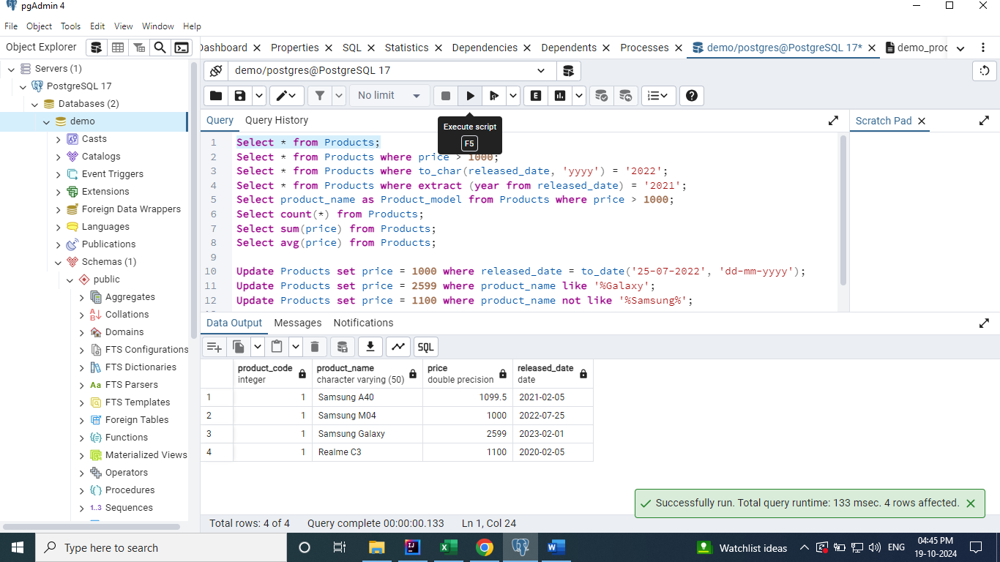 pgAdmin 4
File Object Tools Edit View Window Help
Object Explorer
Dashboard Properties SQL Statistics Dependencies Dependents Processes demo/postgres@PostgreSQL 17* demo_proc
Servers (1)
PostgreSQL 17
Databases (2)
demo
Casts
Catalogs
Event Triggers
Extensions
Foreign Data Wrappers
Languages
Publications
Schemas (1)
public
Aggregates
Collations
Domains
FTS Configurations
FTS Dictionaries
Aa FTS Parsers
FTS Templates
Foreign Tables
Functions
Materialized Views
Operators
Procedures
1..3 Sequences
demo/postgres@PostgreSQL 17
No limit
E
Query Query History
Execute script
F5
Scratch Pad
1 Select * from Products;
2 Select * from Products where price > 1000;
3 Select * from Products where to_char(released_date, 'yyyy') = '2022';
4 Select * from Products where extract (year from released_date) = '2021';
5 Select product_name as Product_model from Products where price > 1000;
6 Select count(*) from Products;
7 Select sum(price) from Products;
8 Select avg(price) from Products;
9
10 Update Products set price = 1000 where released_date = to_date('25-07-2022', 'dd-mm-yyyy');
11 Update Products set price = 2599 where product_name like '%Galaxy';
12 Update Products set price = 1100 where product_name not like '%Samsung%';
Data Output Messages Notifications
SQL
product_code product_name price released_date
integer character varying (50) double precision date
1 1 Samsung A40 1099.5 2021-02-05
2 1 Samsung M04 1000 2022-07-25
3 1 Samsung Galaxy 2599 2023-02-01
4 1 Realme C3 1100 2020-02-05
Successfully run. Total query runtime: 133 msec. 4 rows affected.
Total rows: 4 of 4 Query complete 00:00:00.133 Ln 1, Col 24
Type here to search
Watchlist ideas
ENG
04:45 PM
19-10-2024